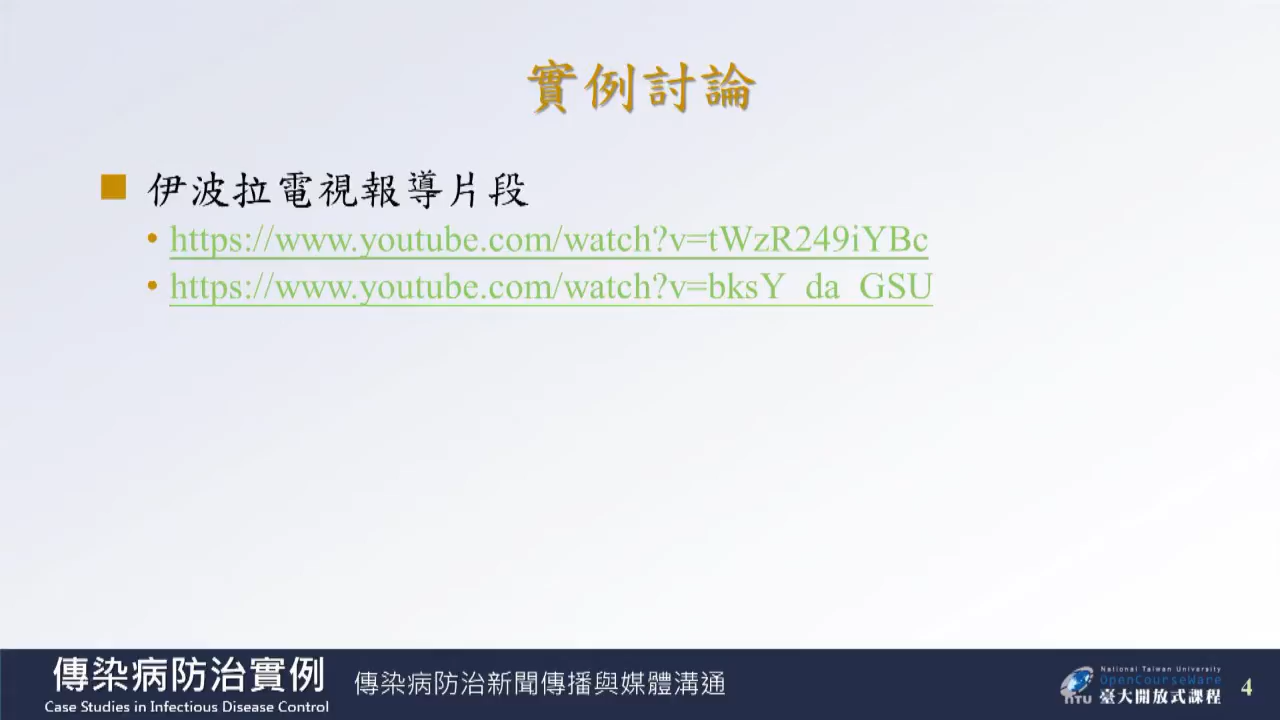 實例討論
伊波拉電視報導片段
https://www.youtube.com/watch?v=tWzR249iYBc
https://www.youtube.com/watch?v=bksY_da_GSU
傳染病防治實例
Case Studies in Infectious Disease Control
傳染病防治新聞傳播與媒體溝通
National Taiwan University
OpenCourseWare
NTU 臺大開放式課程
4